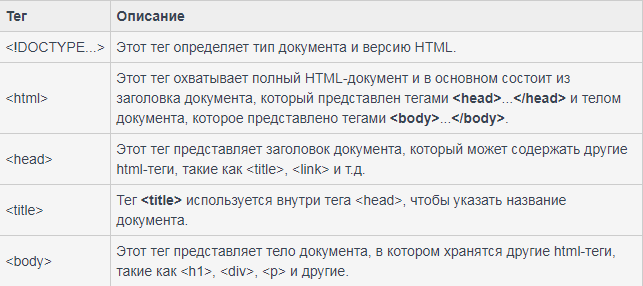 Тег Описание
<!DOCTYPE...> Этот тег определяет тип документа и версию HTML.
Этот тег охватывает полный HTML-документ и в основном состоит из
<html> заголовка документа, который представлен тегами <head>...</head> и телом
документа, которое представлено тегами <body>...</body>.
<head> Этот тег представляет заголовок документа, который может содержать другие
html-теги, такие как <title>, <link> и т.д.
<title> Тег <title> используется внутри тега <head>, чтобы указать название
документа.
<body> Этот тег представляет тело документа, в котором хранятся другие html-теги,
такие как <h1>, <div>, <p> и другие.